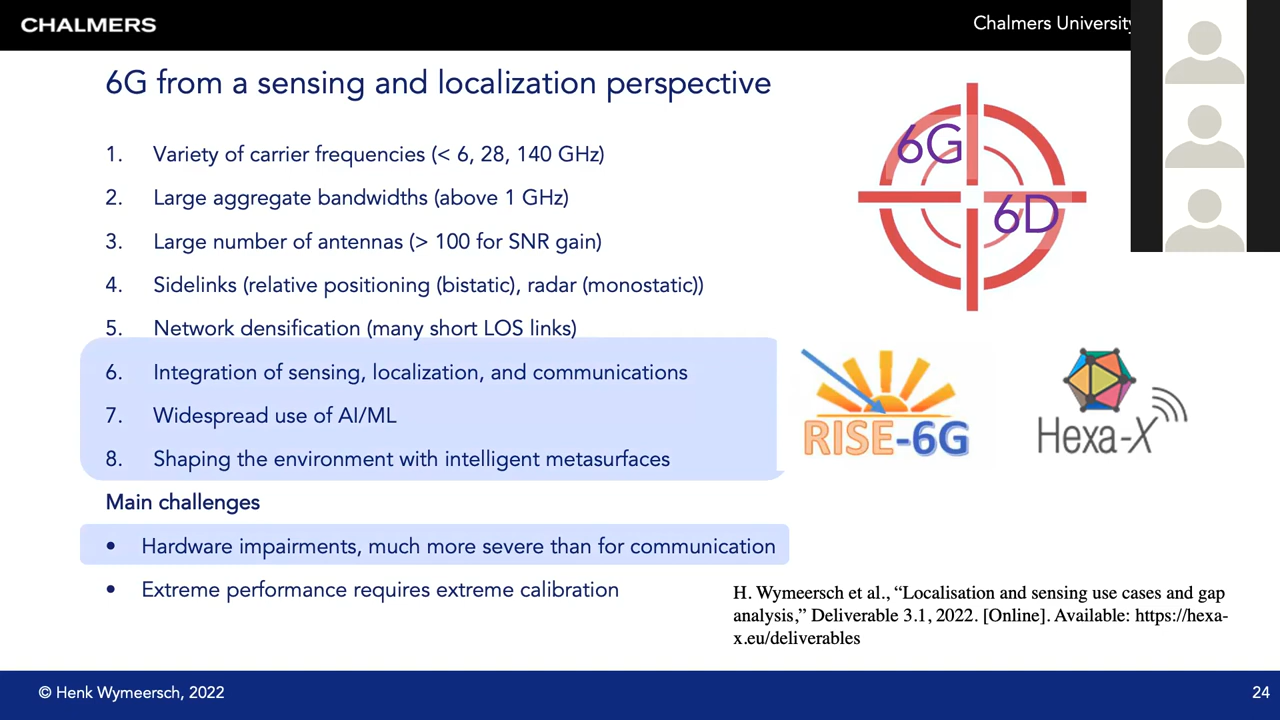 CHALMERS
Chalmers University
6G from a sensing and localization perspective
1. Variety of carrier frequencies (< 6, 28, 140 GHz)
2. Large aggregate bandwidths (above 1 GHz)
3. Large number of antennas (> 100 for SNR gain)
4. Sidelinks (relative positioning (bistatic), radar (monostatic))
5. Network densification (many short LOS links)
6. Integration of sensing, localization, and communications
7. Widespread use of AI/ML
8. Shaping the environment with intelligent metasurfaces
Main challenges
• Hardware impairments, much more severe than for communication
• Extreme performance requires extreme calibration
6G
6D
RISE-6G
Hexa-X
H. Wymeersch et al., “Localisation and sensing use cases and gap
analysis,” Deliverable 3.1, 2022. [Online]. Available: https://hexa-
x.eu/deliverables
© Henk Wymeersch, 2022
24